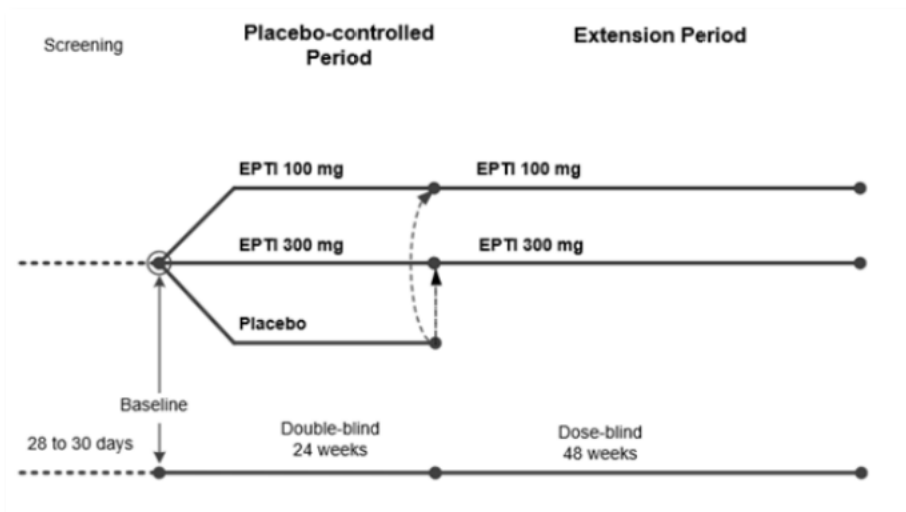 Screening
Placebo-controlled
Period
Extension Period
EPTI 100 mg
EPTI 100 mg
EPTI 300 mg
EPTI 300 mg
Placebo
Baseline
28 to 30 days
Double-blind
24 weeks
Dose-blind
48 weeks